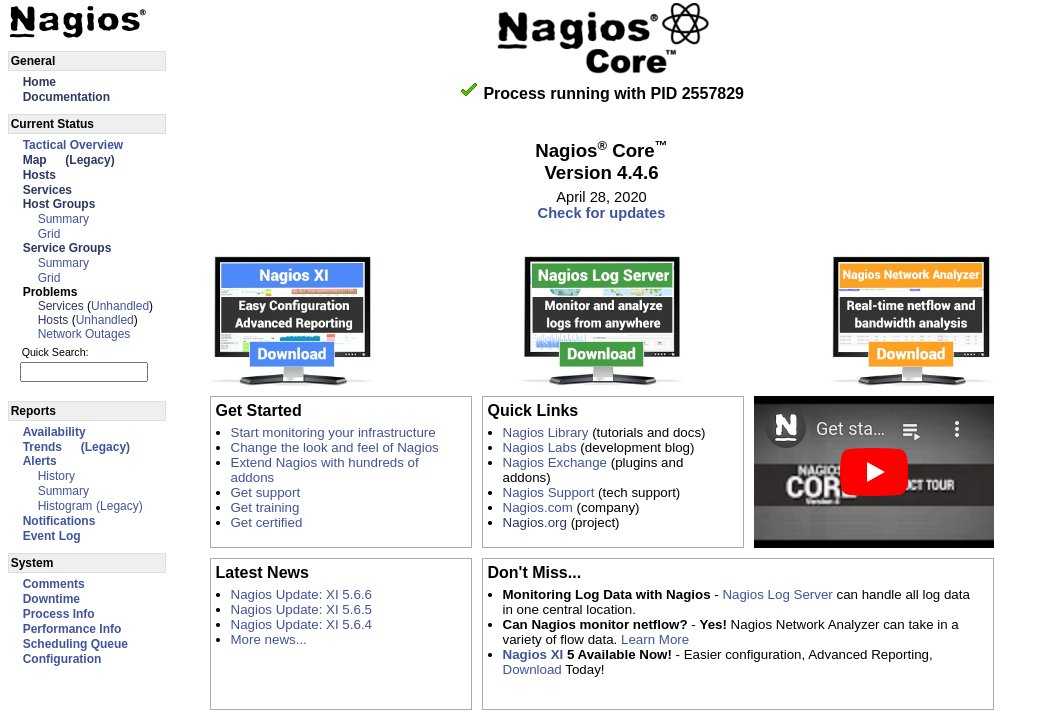 Nagios®
General
Home
Documentation
Current Status
Tactical Overview
Map (Legacy)
Hosts
Services
Host Groups
Summary
Grid
Service Groups
Summary
Grid
Problems
Services (Unhandled)
Hosts (Unhandled)
Network Outages
Quick Search:
Reports
Availability
Trends (Legacy)
Alerts
History
Summary
Histogram (Legacy)
Notifications
Event Log
System
Comments
Downtime
Process Info
Performance Info
Scheduling Queue
Configuration
Nagios®
Core™
Process running with PID 2557829
Nagios® Core™
Version 4.4.6
April 28, 2020
Check for updates
Nagios XI
Easy Configuration
Advanced Reporting
Download
Nagios Log Server
Monitor and analyze
logs from anywhere
Download
Nagios Network Analyzer
Real-time netflow and
bandwidth analysis
Download
Get Started
Start monitoring your infrastructure
Change the look and feel of Nagios
Extend Nagios with hundreds of
addons
Get support
Get training
Get certified
Quick Links
Nagios Library (tutorials and docs)
Nagios Labs (development blog)
Nagios Exchange (plugins and
addons)
Nagios Support (tech support)
Nagios.com (company)
Nagios.org (project)
N
Get sta...
NAGIOS
CORE
PRODUCT TOUR
Latest News
Nagios Update: XI 5.6.6
Nagios Update: XI 5.6.5
Nagios Update: XI 5.6.4
More news...
Don't Miss...
Monitoring Log Data with Nagios - Nagios Log Server can handle all log data
in one central location.
Can Nagios monitor netflow? - Yes! Nagios Network Analyzer can take in a
variety of flow data. Learn More
Nagios XI 5 Available Now! - Easier configuration, Advanced Reporting,
Download Today!